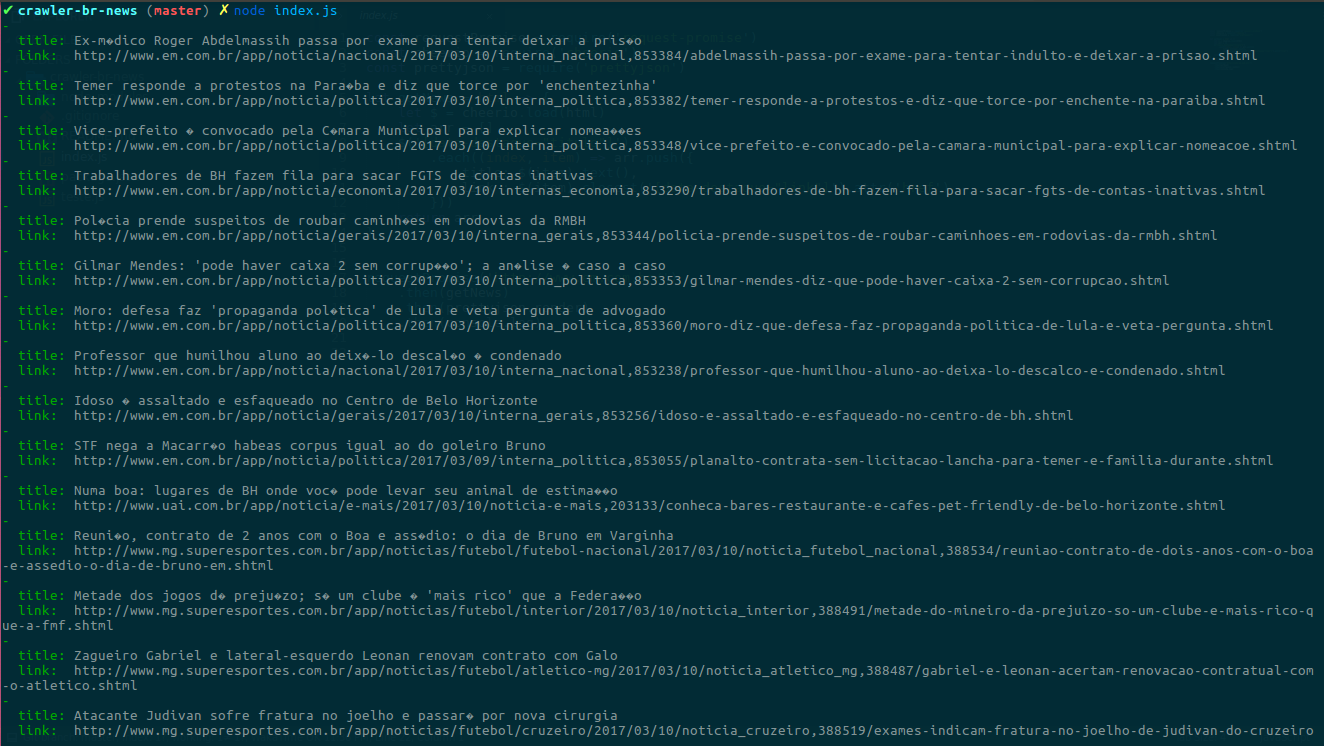 ✔ crawler-br-news (master) ✗ node index.js
-
title: Ex-m�dico Roger Abdelmassih passa por exame para tentar deixar a pris�o
link: http://www.em.com.br/app/noticia/nacional/2017/03/10/interna_nacional,853384/abdelmassih-passa-por-exame-para-tentar-indulto-e-deixar-a-prisao.shtml
-
title: Temer responde a protestos na Para�ba e diz que torce por 'enchentezinha'
link: http://www.em.com.br/app/noticia/politica/2017/03/10/interna_politica,853382/temer-responde-a-protestos-e-diz-que-torce-por-enchente-na-paraiba.shtml
-
title: Vice-prefeito � convocado pela C�mara Municipal para explicar nomea��es
link: http://www.em.com.br/app/noticia/politica/2017/03/10/interna_politica,853348/vice-prefeito-e-convocado-pela-camara-municipal-para-explicar-nomeacoe.shtml
-
title: Trabalhadores de BH fazem fila para sacar FGTS de contas inativas
link: http://www.em.com.br/app/noticia/economia/2017/03/10/internas_economia,853290/trabalhadores-de-bh-fazem-fila-para-sacar-fgts-de-contas-inativas.shtml
-
title: Pol�cia prende suspeitos de roubar caminh�es em rodovias da RMBH
link: http://www.em.com.br/app/noticia/gerais/2017/03/10/interna_gerais,853344/policia-prende-suspeitos-de-roubar-caminhoes-em-rodovias-da-rmbh.shtml
-
title: Gilmar Mendes: 'pode haver caixa 2 sem corrup��o'; a an�lise � caso a caso
link: http://www.em.com.br/app/noticia/politica/2017/03/10/interna_politica,853353/gilmar-mendes-diz-que-pode-haver-caixa-2-sem-corrupcao.shtml
-
title: Moro: defesa faz 'propaganda pol�tica' de Lula e veta pergunta de advogado
link: http://www.em.com.br/app/noticia/politica/2017/03/10/interna_politica,853360/moro-diz-que-defesa-faz-propaganda-politica-de-lula-e-veta-pergunta.shtml
-
title: Professor que humilhou aluno ao deix�-lo descal�o � condenado
link: http://www.em.com.br/app/noticia/nacional/2017/03/10/interna_nacional,853238/professor-que-humilhou-aluno-ao-deixa-lo-descalco-e-condenado.shtml
-
title: Idoso � assaltado e esfaqueado no Centro de Belo Horizonte
link: http://www.em.com.br/app/noticia/gerais/2017/03/10/interna_gerais,853256/idoso-e-assaltado-e-esfaqueado-no-centro-de-bh.shtml
-
title: STF nega a Macarr�o habeas corpus igual ao do goleiro Bruno
link: http://www.em.com.br/app/noticia/politica/2017/03/09/interna_politica,853055/planalto-contrata-sem-licitacao-lancha-para-temer-e-familia-durante.shtml
-
title: Numa boa: lugares de BH onde voc� pode levar seu animal de estima��o
link: http://www.uai.com.br/app/noticia/e-mais/2017/03/10/noticia-e-mais,203133/conheca-bares-restaurante-e-cafes-pet-friendly-de-belo-horizonte.shtml
-
title: Reuni�o, contrato de 2 anos com o Boa e ass�dio: o dia de Bruno em Varginha
link: http://www.mg.superesportes.com.br/app/noticias/futebol/futebol-nacional/2017/03/10/noticia_futebol_nacional,388534/reuniao-contrato-de-dois-anos-com-o-boa
-e-assedio-o-dia-de-bruno-em.shtml
-
title: Metade dos jogos d� preju�zo; s� um clube � 'mais rico' que a Federa��o
link: http://www.mg.superesportes.com.br/app/noticias/futebol/interior/2017/03/10/noticia_interior,388491/metade-do-mineiro-da-prejuizo-so-um-clube-e-mais-rico-q
ue-a-fmf.shtml
-
title: Zagueiro Gabriel e lateral-esquerdo Leonan renovam contrato com Galo
link: http://www.mg.superesportes.com.br/app/noticias/futebol/atletico-mg/2017/03/10/noticia_atletico_mg,388487/gabriel-e-leonan-acertam-renovacao-contratual-com
-o-atletico.shtml
-
title: Atacante Judivan sofre fratura no joelho e passar� por nova cirurgia
link: http://www.mg.superesportes.com.br/app/noticias/futebol/cruzeiro/2017/03/10/noticia_cruzeiro,388519/exames-indicam-fratura-no-joelho-de-judivan-do-cruzeiro